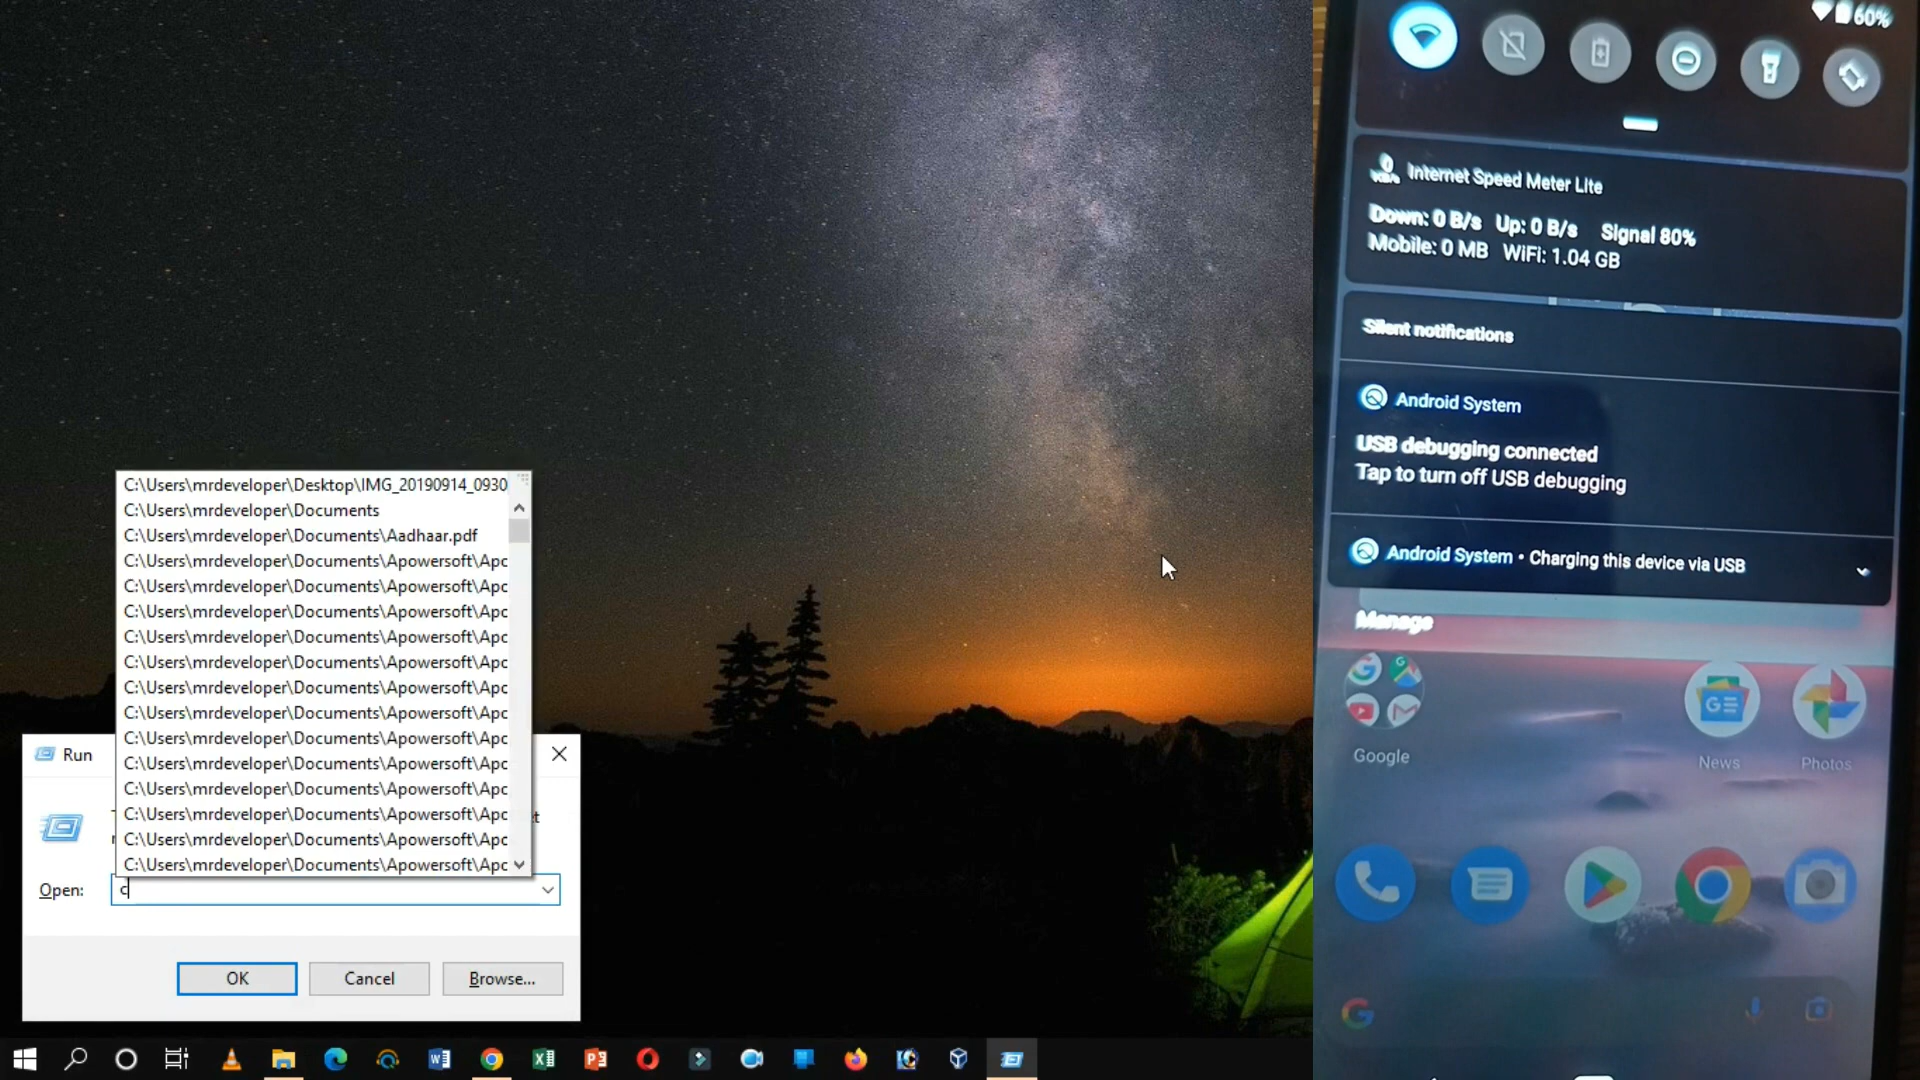 C:\Users\mrdeveloper\Desktop\IMG_20190914_0930
C:\Users\mrdeveloper\Documents
C:\Users\mrdeveloper\Documents\Aadhaar.pdf
C:\Users\mrdeveloper\Documents\Apowersoft\Apc
C:\Users\mrdeveloper\Documents\Apowersoft\Apc
C:\Users\mrdeveloper\Documents\Apowersoft\Apc
C:\Users\mrdeveloper\Documents\Apowersoft\Apc
C:\Users\mrdeveloper\Documents\Apowersoft\Apc
C:\Users\mrdeveloper\Documents\Apowersoft\Apc
C:\Users\mrdeveloper\Documents\Apowersoft\Apc
C:\Users\mrdeveloper\Documents\Apowersoft\Apc
C:\Users\mrdeveloper\Documents\Apowersoft\Apc
C:\Users\mrdeveloper\Documents\Apowersoft\Apc
C:\Users\mrdeveloper\Documents\Apowersoft\Apc
C:\Users\mrdeveloper\Documents\Apowersoft\Apc
C:\Users\mrdeveloper\Documents\Apowersoft\Apc
Run
Open: c
OK Cancel Browse...
60%
Internet Speed Meter Lite
Down: 0 B/s Up: 0 B/s Signal 80%
Mobile: 0 MB WiFi: 1.04 GB
Silent notifications
Android System
USB debugging connected
Tap to turn off USB debugging
Android System • Charging this device via USB
Manage
Google News Photos